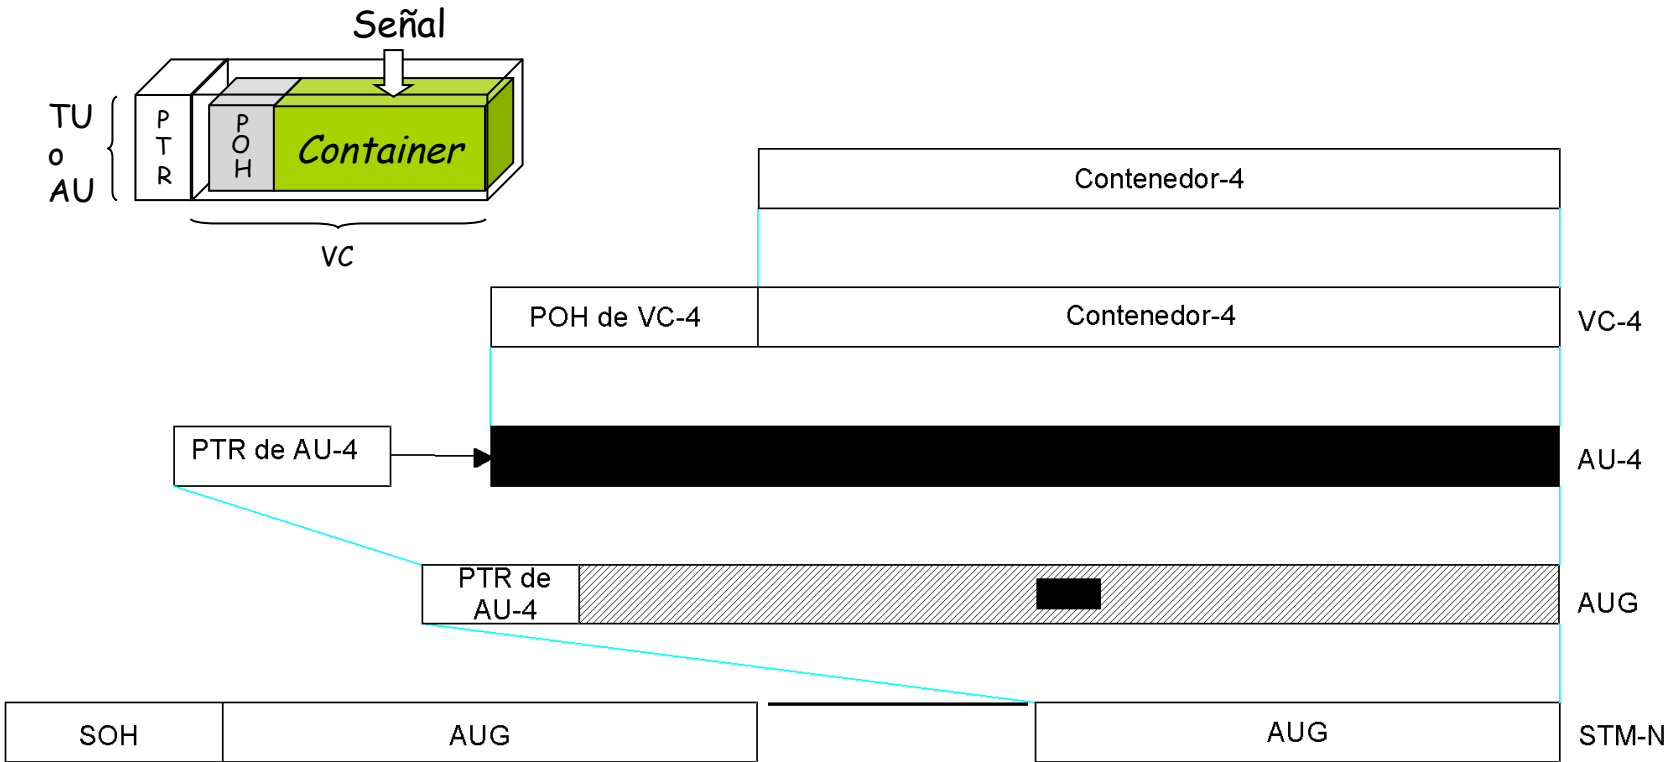 Señal
TU
o
AU
P
T
R
P
O
H
Container
VC
Contenedor-4
POH de VC-4
Contenedor-4
VC-4
PTR de AU-4
AU-4
PTR de
AU-4
AUG
SOH
AUG
AUG
STM-N